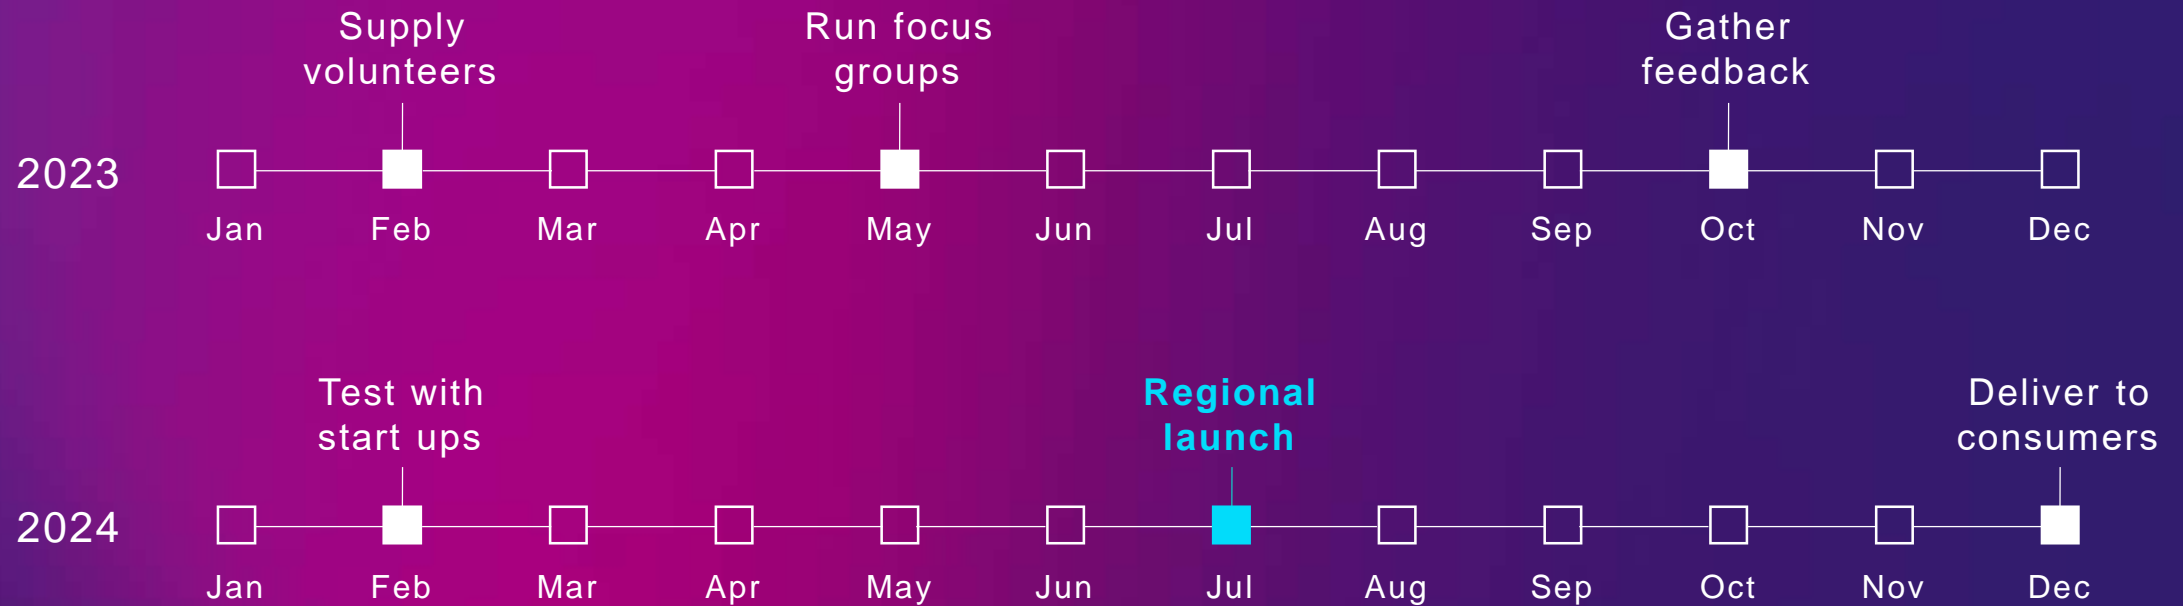 Supply
volunteers
Run focus
groups
Gather
feedback
2023
Jan Feb Mar Apr May Jun Jul Aug Sep Oct Nov Dec
Test with
start ups
Regional
launch
Deliver to
consumers
2024
Jan Feb Mar Apr May Jun Jul Aug Sep Oct Nov Dec